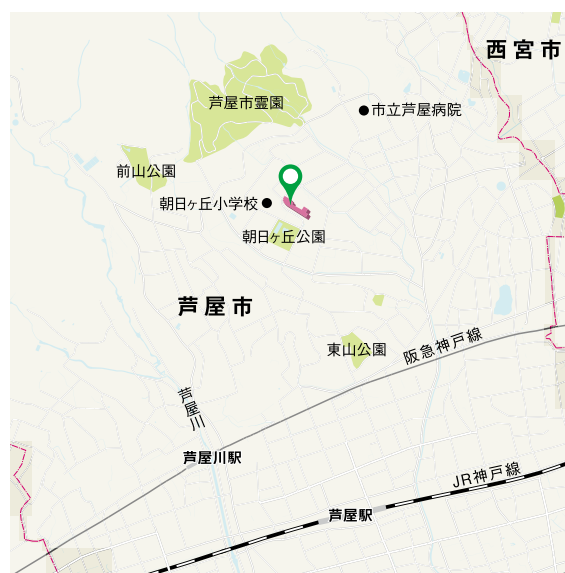 西宮市
芦屋市霊園
市立芦屋病院
前山公園
朝日ヶ丘小学校
朝日ヶ丘公園
芦屋市
東山公園
阪急神戸線
芦屋川
芦屋川駅
JR神戸線
芦屋駅